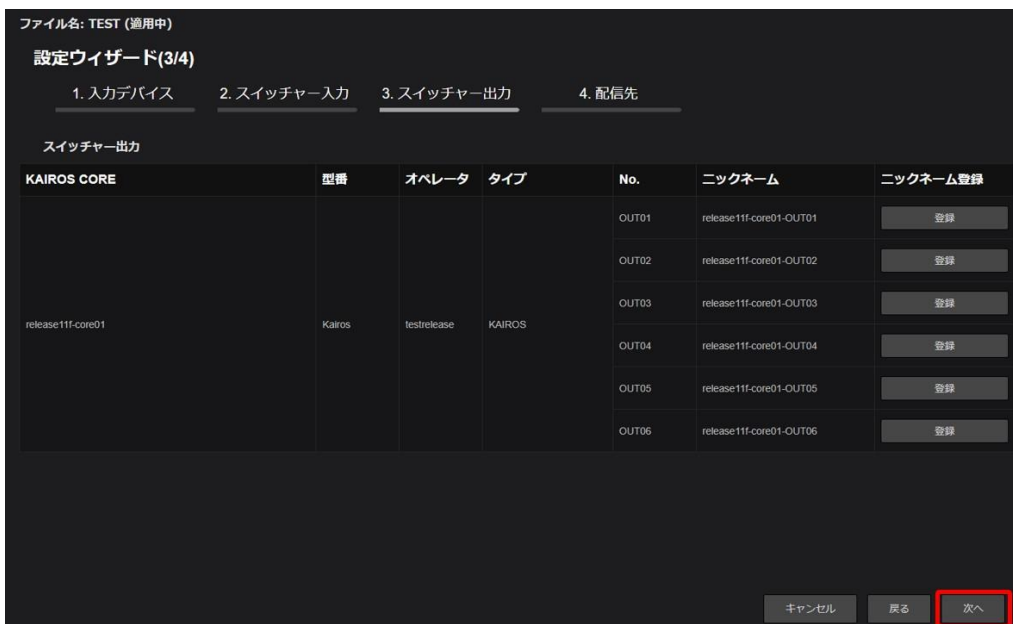 ファイル名: TEST (適用中)
設定ウィザード(3/4)
1. 入力デバイス 2. スイッチャー入力 3. スイッチャー出力 4. 配信先
スイッチャー出力
KAIROS CORE 型番 オペレータ タイプ No. ニックネーム ニックネーム登録
OUT01 release11f-core01-OUT01 登録
OUT02 release11f-core01-OUT02 登録
OUT03 release11f-core01-OUT03 登録
release11f-core01 Kairos testrelease KAIROS
OUT04 release11f-core01-OUT04 登録
OUT05 release11f-core01-OUT05 登録
OUT06 release11f-core01-OUT06 登録
キャンセル 戻る 次へ